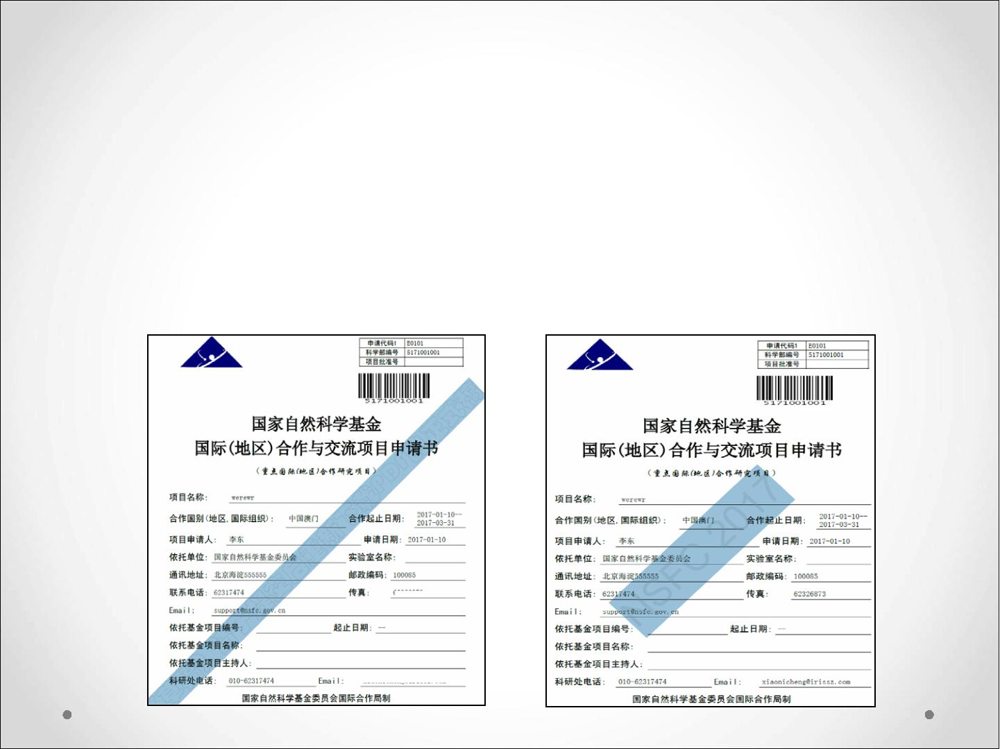 申请代码1 E0101
科学部编号 5171001001
项目批准号
5171001001
国家自然科学基金
国际(地区)合作与交流项目申请书
(重点国际(地区)合作研究项目)
项目名称: werewr
合作国别(地区,国际组织): 中国澳门 合作起止日期: 2017-01-10--
2017-03-31
项目申请人: 李东 申请日期: 2017-01-10
依托单位: 国家自然科学基金委员会 实验室名称:
通讯地址: 北京海淀555555 邮政编码: 100085
联系电话: 62317474 传真:
Email: support@nsfc.gov.cn
依托基金项目编号: 起止日期: --
依托基金项目名称:
依托基金项目主持人:
科研处电话: 010-62317474 Email:
国家自然科学基金委员会国际合作局制
申请代码1 E0101
科学部编号 5171001001
项目批准号
5171001001
国家自然科学基金
国际(地区)合作与交流项目申请书
(重点国际(地区)合作研究项目)
项目名称: werewr
合作国别(地区,国际组织): 中国澳门 合作起止日期: 2017-01-10--
2017-03-31
项目申请人: 李东 申请日期: 2017-01-10
依托单位: 国家自然科学基金委员会 实验室名称:
通讯地址: 北京海淀555555 邮政编码: 100085
联系电话: 62317474 传真: 62326873
Email: support@nsfc.gov.cn
依托基金项目编号: 起止日期: --
依托基金项目名称:
依托基金项目主持人:
科研处电话: 010-62317474 Email: xiaonicheng@irissz.com
国家自然科学基金委员会国际合作局制
NSFC 2017